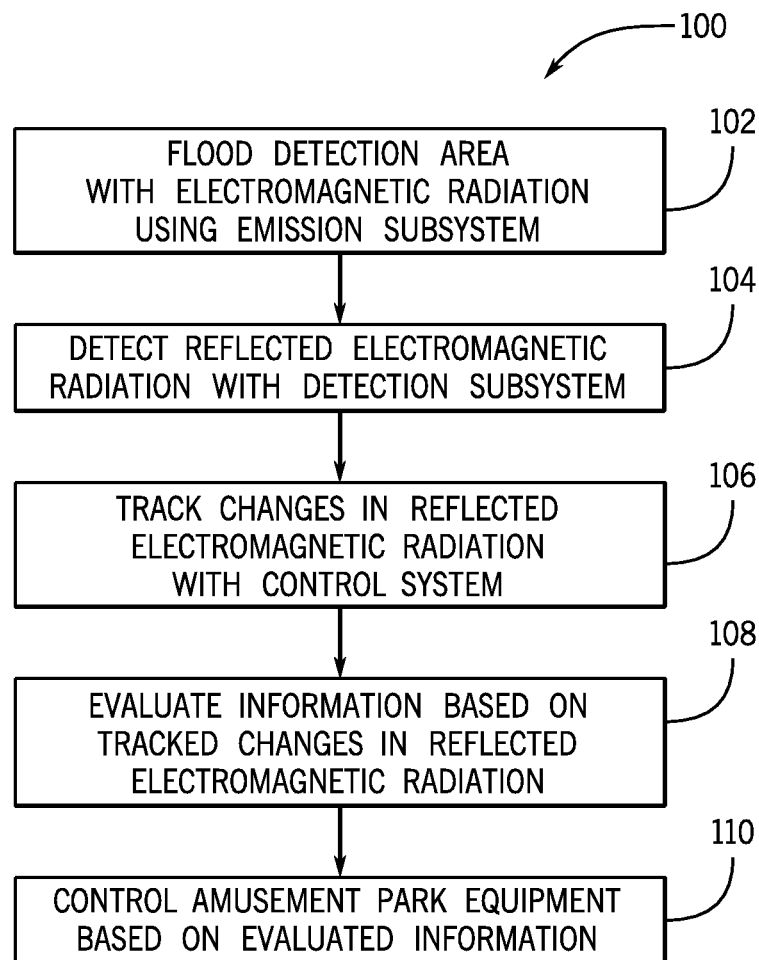 100
102
FLOOD DETECTION AREA
WITH ELECTROMAGNETIC RADIATION
USING EMISSION SUBSYSTEM
104
DETECT REFLECTED ELECTROMAGNETIC
RADIATION WITH DETECTION SUBSYSTEM
106
TRACK CHANGES IN REFLECTED
ELECTROMAGNETIC RADIATION
WITH CONTROL SYSTEM
108
EVALUATE INFORMATION BASED ON
TRACKED CHANGES IN REFLECTED
ELECTROMAGNETIC RADIATION
110
CONTROL AMUSEMENT PARK EQUIPMENT
BASED ON EVALUATED INFORMATION